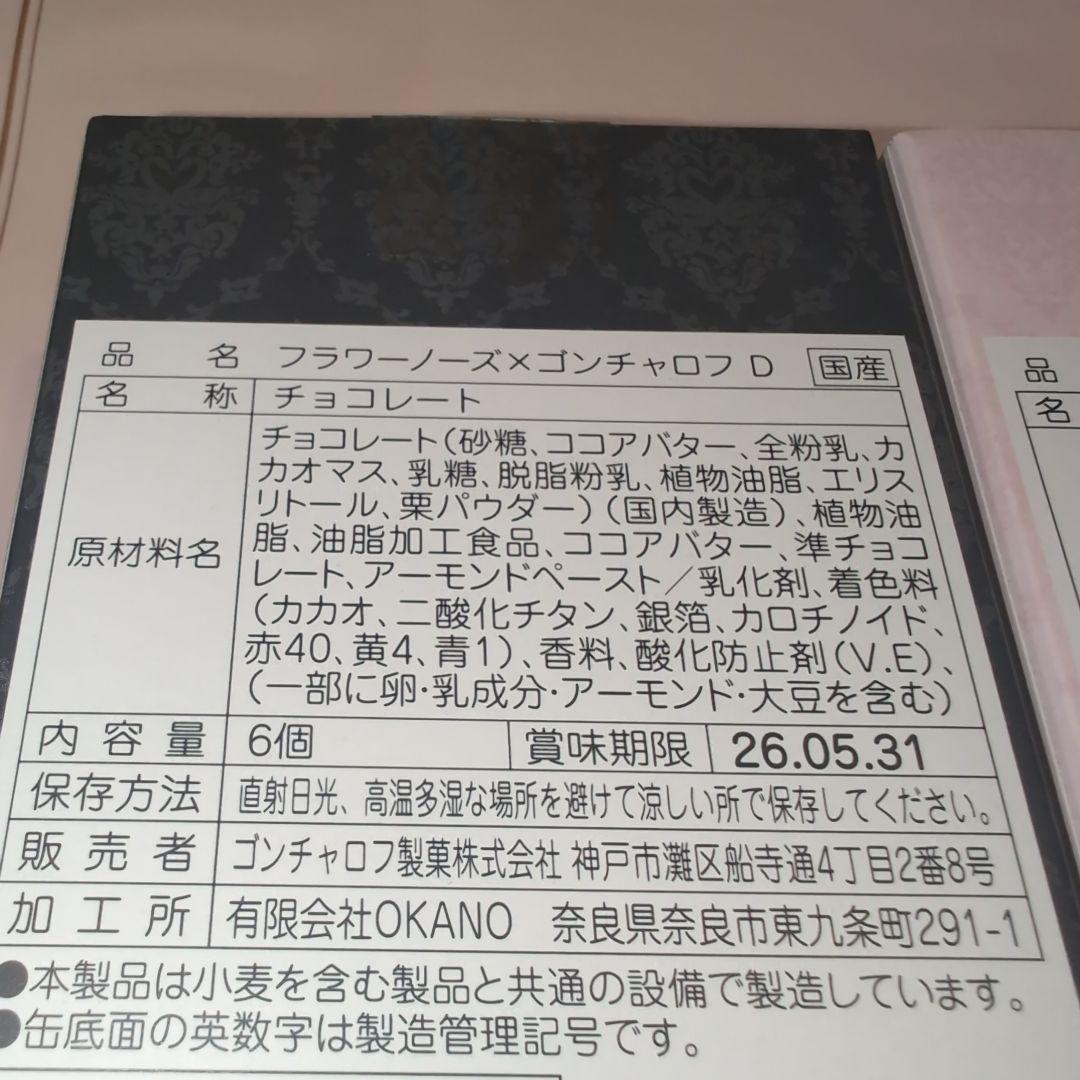 品名 フラワーノーズ×ゴンチャロフ D 国産
名称 チョコレート
原材料名
チョコレート(砂糖、ココアバター、全粉乳、カ
カオマス、乳糖、脱脂粉乳、植物油脂、エリス
リトール、栗パウダー)(国内製造)、植物油
脂、油脂加工食品、ココアバター、準チョコ
レート、アーモンドペースト/乳化剤、着色料
(カカオ、二酸化チタン、銀箔、カロチノイド、
赤40、黄4、青1)、香料、酸化防止剤(V.E)、
(一部に卵・乳成分・アーモンド・大豆を含む)
内容量 6個 賞味期限 26.05.31
保存方法 直射日光、高温多湿な場所を避けて涼しい所で保存してください。
販売者 ゴンチャロフ製菓株式会社 神戸市灘区船寺通4丁目2番8号
加工所 有限会社OKANO 奈良県奈良市東九条町291-1
●本製品は小麦を含む製品と共通の設備で製造しています。
●缶底面の英数字は製造管理記号です。
品
名